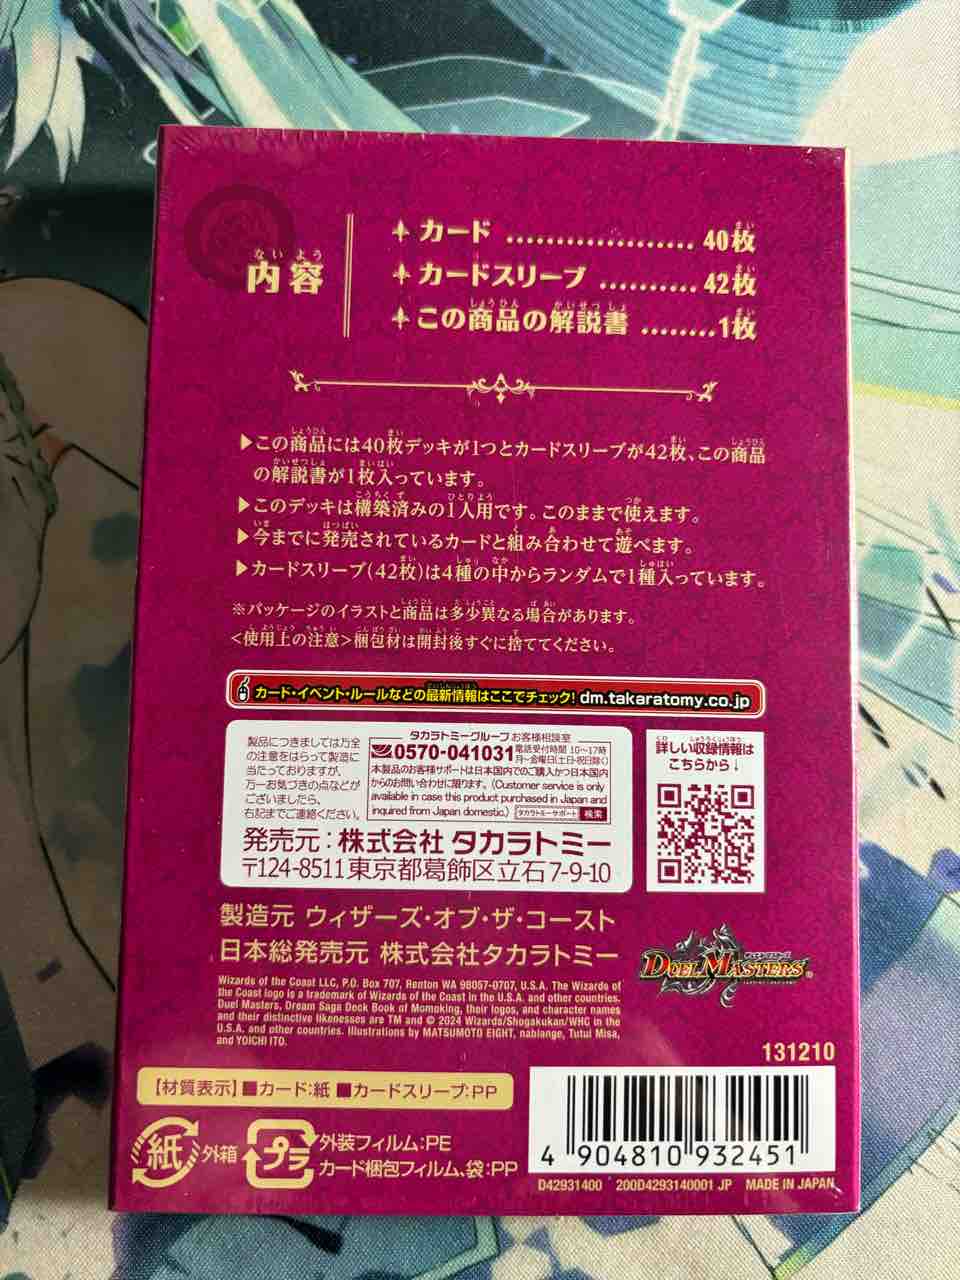 内容
カード ................... 40枚
カードスリーブ .......... 42枚
この商品の解説書 ........ 1枚
▶この商品には40枚デッキが1つとカードスリーブが42枚、この商品
の解説書が1枚入っています。
▶このデッキは構築済みの1人用です。このままで使えます。
▶今までに発売されているカードと組み合わせて遊べます。
▶カードスリーブ(42枚)は4種の中からランダムで1種入っています。
※パッケージのイラストと商品は多少異なる場合があります。
<使用上の注意>梱包材は開封後すぐに捨ててください。
カード・イベント・ルールなどの最新情報はここでチェック! dm.takaratomy.co.jp
製品につきましては万全
の注意をはらって製造に
当たっておりますが、
万一お気づきの点などが
ございましたら、
右記までご連絡ください。
タカラトミーグループ お客様相談室
0570-041031 電話受付時間 10〜17時
月〜金曜日(土日・祝日除く)
本製品のお客様サポートは日本国内でのご購入かつ日本国内
からのお問い合わせに限ります。(Customer service is only
available in case this product purchased in Japan and
inquired from Japan domestic.) タカラトミーサポート 検索
発売元:株式会社 タカラトミー
〒124-8511 東京都葛飾区立石7-9-10
詳しい収録情報は
こちらから↓
製造元 ウィザーズ・オブ・ザ・コースト
日本総発売元 株式会社タカラトミー
DUEL MASTERS
Wizards of the Coast LLC, P.O. Box 707, Renton WA 98057-0707, U.S.A. The Wizards of
the Coast logo is a trademark of Wizards of the Coast in the U.S.A. and other countries.
Duel Masters, Dream Saga Deck Book of Momoking, their logos, and character names
and their distinctive likenesses are TM and © 2024 Wizards/Shogakukan/WHC in the
U.S.A. and other countries. Illustrations by MATSUMOTO EIGHT, nablange, Tutui Misa,
and YOICHI ITO.
131210
【材質表示】■カード:紙 ■カードスリーブ:PP
紙 外箱
プラ 外装フィルム:PE
カード梱包フィルム、袋:PP
4 904810 932451
D42931400 200D4293140001 JP MADE IN JAPAN